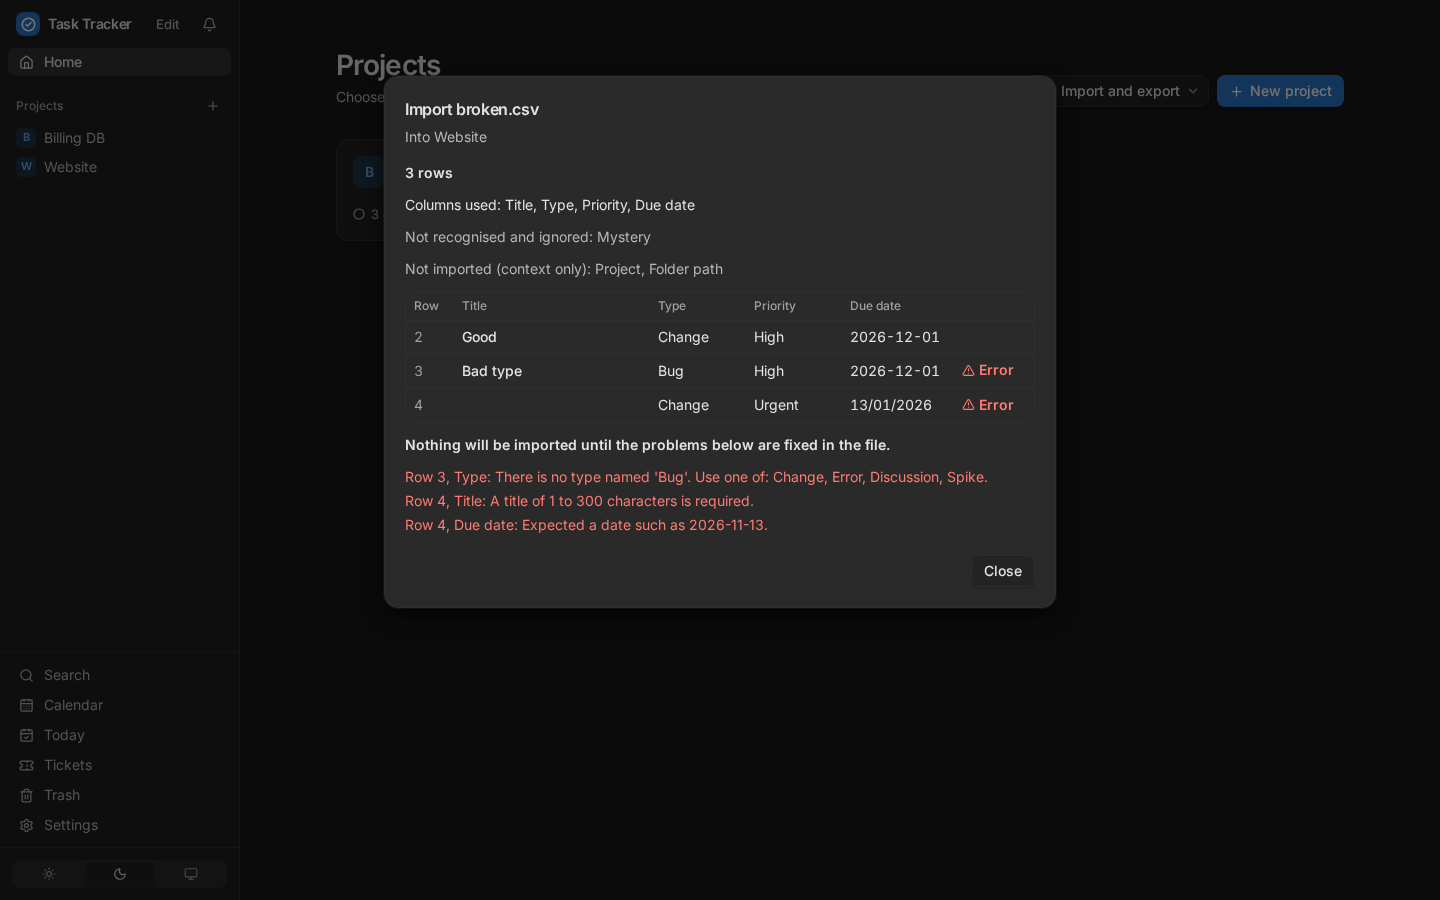 Task Tracker Edit
Home
Projects
B Billing DB
W Website
Search
Calendar
Today
Tickets
Trash
Settings
Projects
Choose
Import and export
New project
B
3
Import broken.csv
Into Website
3 rows
Columns used: Title, Type, Priority, Due date
Not recognised and ignored: Mystery
Not imported (context only): Project, Folder path
Row Title Type Priority Due date
2 Good Change High 2026-12-01
3 Bad type Bug High 2026-12-01 Error
4 Change Urgent 13/01/2026 Error
Nothing will be imported until the problems below are fixed in the file.
Row 3, Type: There is no type named 'Bug'. Use one of: Change, Error, Discussion, Spike.
Row 4, Title: A title of 1 to 300 characters is required.
Row 4, Due date: Expected a date such as 2026-11-13.
Close